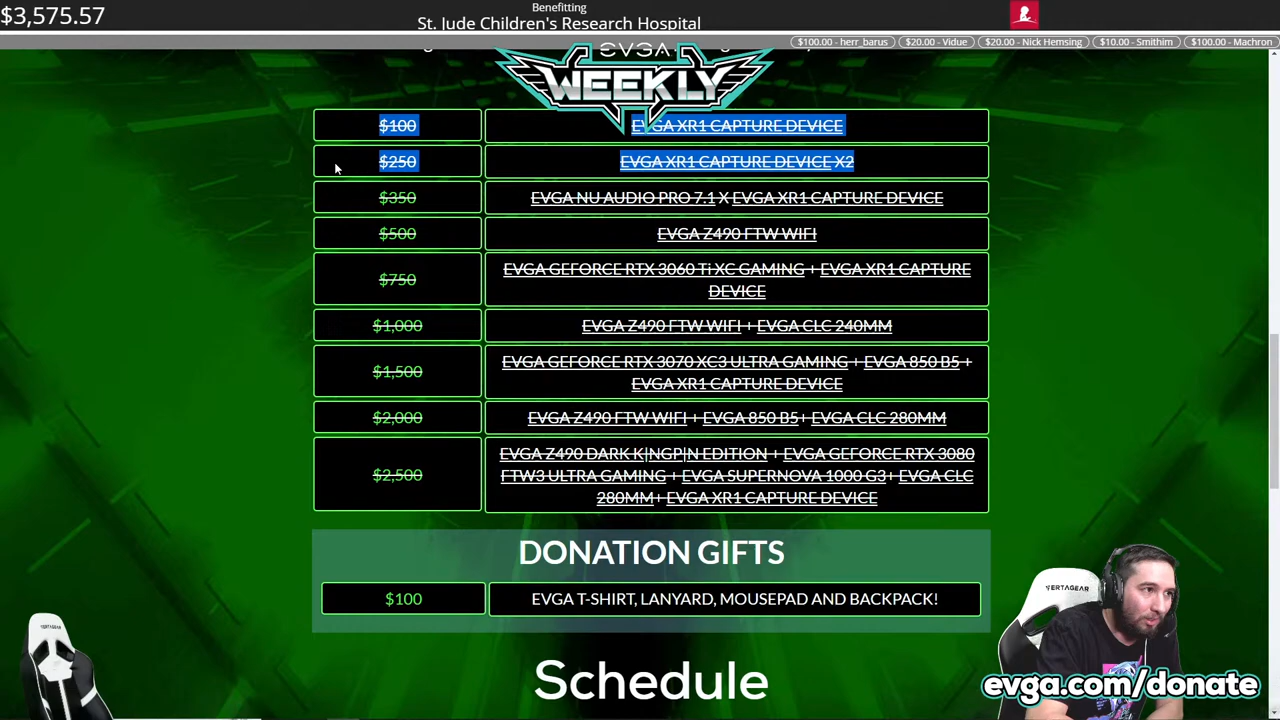 $3,575.57
Benefitting
St. Jude Children's Research Hospital
$100.00 - herr_barus
$20.00 - Vidue
$20.00 - Nick Hemsing
$10.00 - Smithim
$100.00 - Machron
EVGA
WEEKLY
$100 EVGA XR1 CAPTURE DEVICE
$250 EVGA XR1 CAPTURE DEVICE X2
$350 EVGA NU AUDIO PRO 7.1 X EVGA XR1 CAPTURE DEVICE
$500 EVGA Z490 FTW WIFI
$750 EVGA GEFORCE RTX 3060 Ti XC GAMING + EVGA XR1 CAPTURE
DEVICE
$1,000 EVGA Z490 FTW WIFI + EVGA CLC 240MM
$1,500 EVGA GEFORCE RTX 3070 XC3 ULTRA GAMING + EVGA 850 B5 +
EVGA XR1 CAPTURE DEVICE
$2,000 EVGA Z490 FTW WIFI + EVGA 850 B5+ EVGA CLC 280MM
$2,500 EVGA Z490 DARK K|NGP|N EDITION + EVGA GEFORCE RTX 3080
FTW3 ULTRA GAMING + EVGA SUPERNOVA 1000 G3+ EVGA CLC
280MM+ EVGA XR1 CAPTURE DEVICE
DONATION GIFTS
$100 EVGA T-SHIRT, LANYARD, MOUSEPAD AND BACKPACK!
VERTAGEAR
VERTAGEAR
Schedule
evga.com/donate